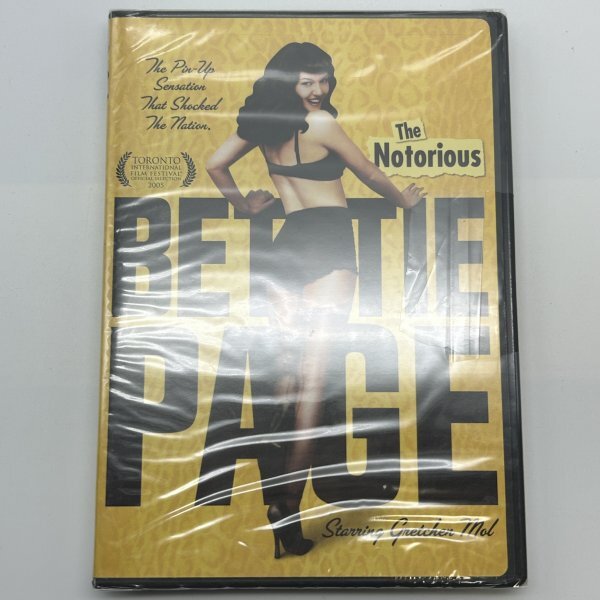 The Pin-Up
Sensation
That Shocked
The Nation.
TORONTO
INTERNATIONAL
FILM FESTIVAL
OFFICIAL SELECTION
2005
The
Notorious
BETTIE
PAGE
Starring Gretchen Mol